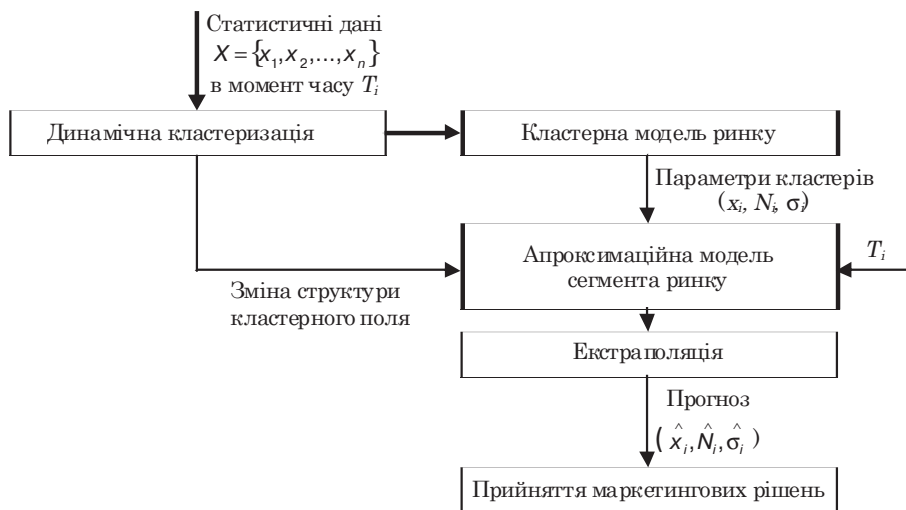 Статистичні дані
X = {x₁, x₂, ..., xₙ}
в момент часу Tᵢ
Динамічна кластеризація
Кластерна модель ринку
Параметри кластерів
(xᵢ, Nᵢ, σᵢ)
Апроксимаційна модель
сегмента ринку
Tᵢ
Зміна структури
кластерного поля
Екстраполяція
Прогноз
(x̂ᵢ, N̂ᵢ, σ̂ᵢ)
Прийняття маркетингових рішень